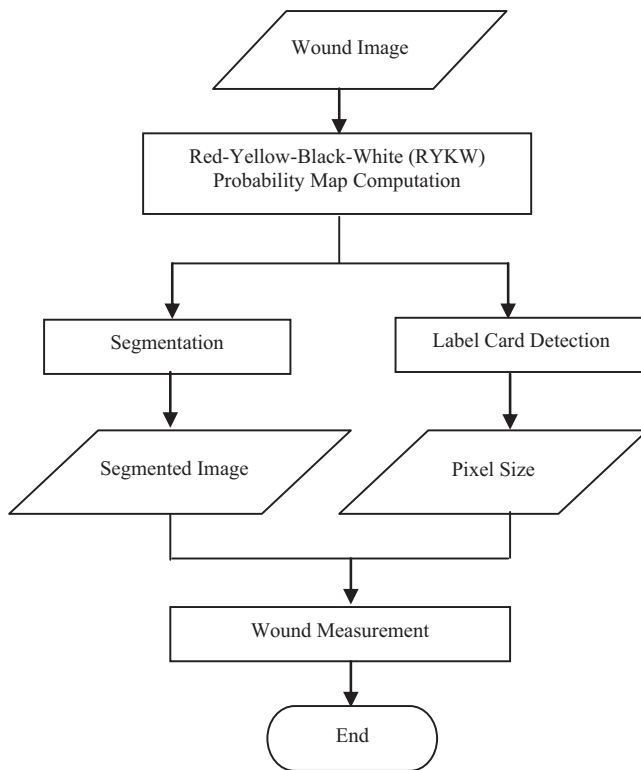 Wound Image
Red-Yellow-Black-White (RYKW)
Probability Map Computation
Segmentation
Label Card Detection
Segmented Image
Pixel Size
Wound Measurement
End